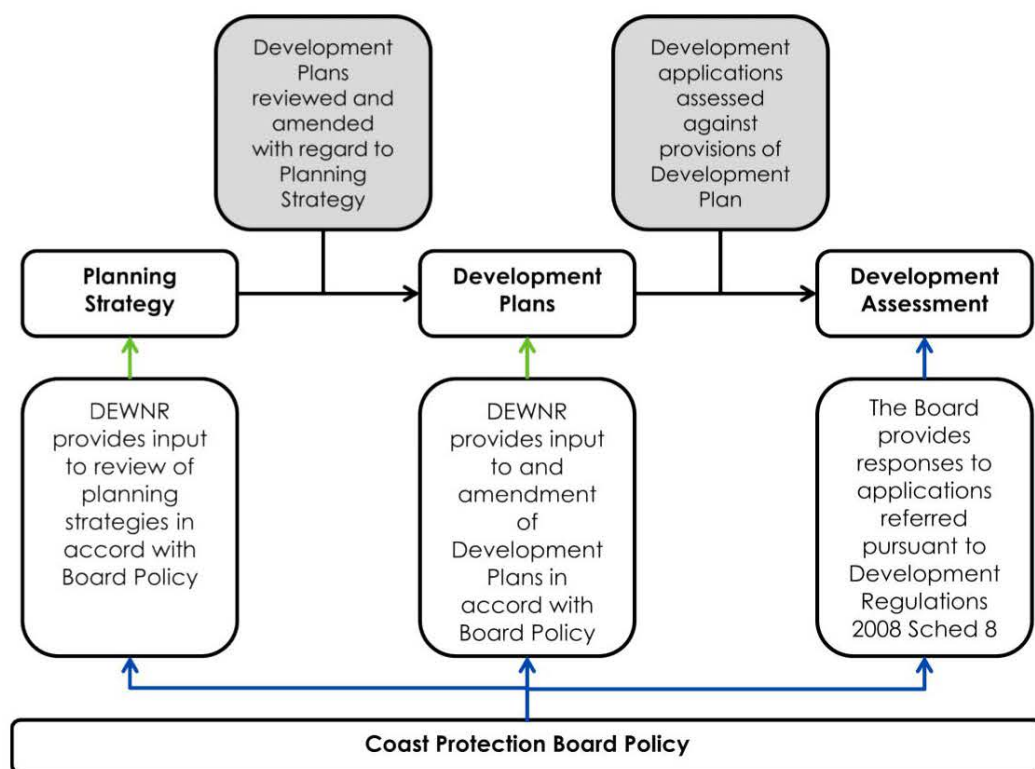 Development
Plans
reviewed and
amended
with regard to
Planning
Strategy
Development
applications
assessed
against
provisions of
Development
Plan
Planning
Strategy
Development
Plans
Development
Assessment
DEWNR
provides input
to review of
planning
strategies in
accord with
Board Policy
DEWNR
provides input
to and
amendment
of
Development
Plans in
accord with
Board Policy
The Board
provides
responses to
applications
referred
pursuant to
Development
Regulations
2008 Sched 8
Coast Protection Board Policy